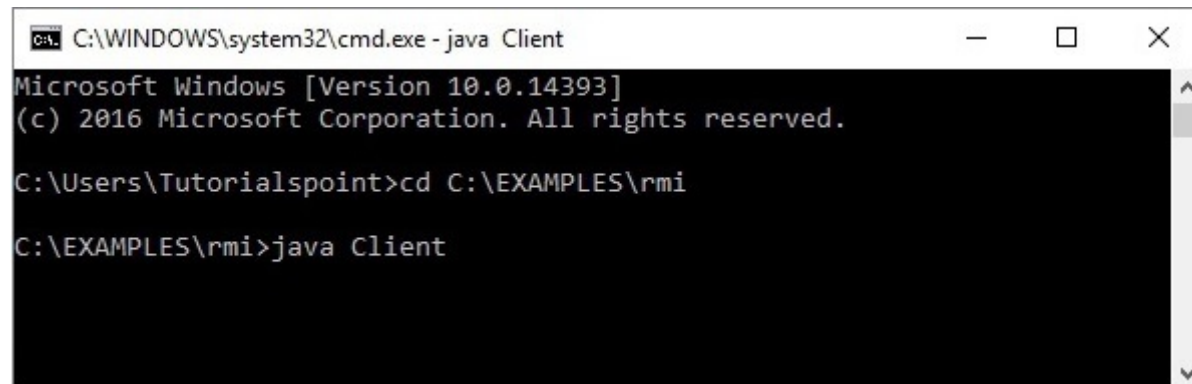 C:\WINDOWS\system32\cmd.exe - java  Client
Microsoft Windows [Version 10.0.14393]
(c) 2016 Microsoft Corporation. All rights reserved.
C:\Users\Tutorialspoint>cd C:\EXAMPLES\rmi
C:\EXAMPLES\rmi>java Client